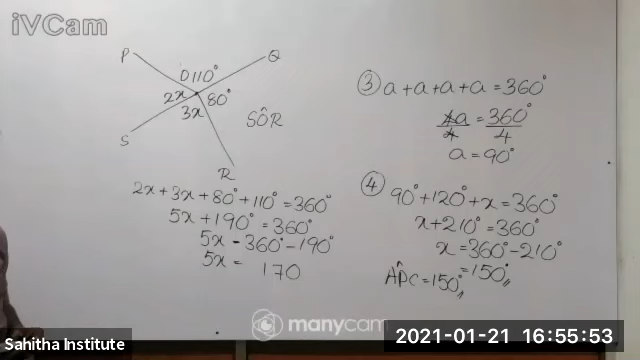 iVCam
P
Q
O 110°
2x 80°
3x
SÔR
S
R
2x+3x+80°+110°=360°
5x+190°=360°
5x - 360°-190°
5x = 170
③ a+a+a+a=360°
4a/4 = 360°/4
a=90°
④ 90°+120°+x=360°
x+210°=360°
x=360°-210°
=150°
AP̂C=150°
manycam
Sahitha Institute
2021-01-21 16:55:53